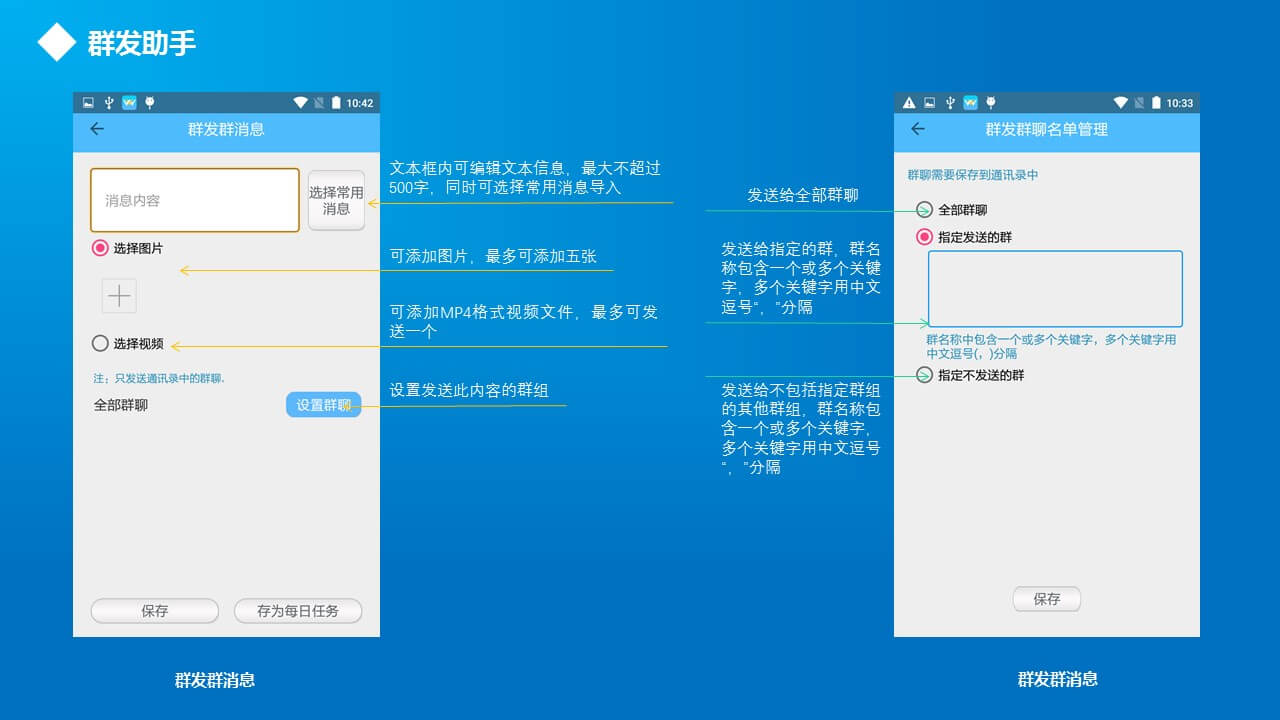 群发助手
10:42
群发群消息
消息内容
选择常用
消息
选择图片
选择视频
注：只发送通讯录中的群聊.
全部群聊
设置群聊
保存
存为每日任务
群发群消息
文本框内可编辑文本信息，最大不超过
500字，同时可选择常用消息导入
可添加图片，最多可添加五张
可添加MP4格式视频文件，最多可发
送一个
设置发送此内容的群组
发送给全部群聊
发送给指定的群，群名
称包含一个或多个关键
字，多个关键字用中文
逗号“，”分隔
发送给不包括指定群组
的其他群组，群名称包
含一个或多个关键字，
多个关键字用中文逗号
“，”分隔
10:33
群发群聊名单管理
群聊需要保存到通讯录中
全部群聊
指定发送的群
群名称中包含一个或多个关键字，多个关键字用
中文逗号(，)分隔
指定不发送的群
保存
群发群消息